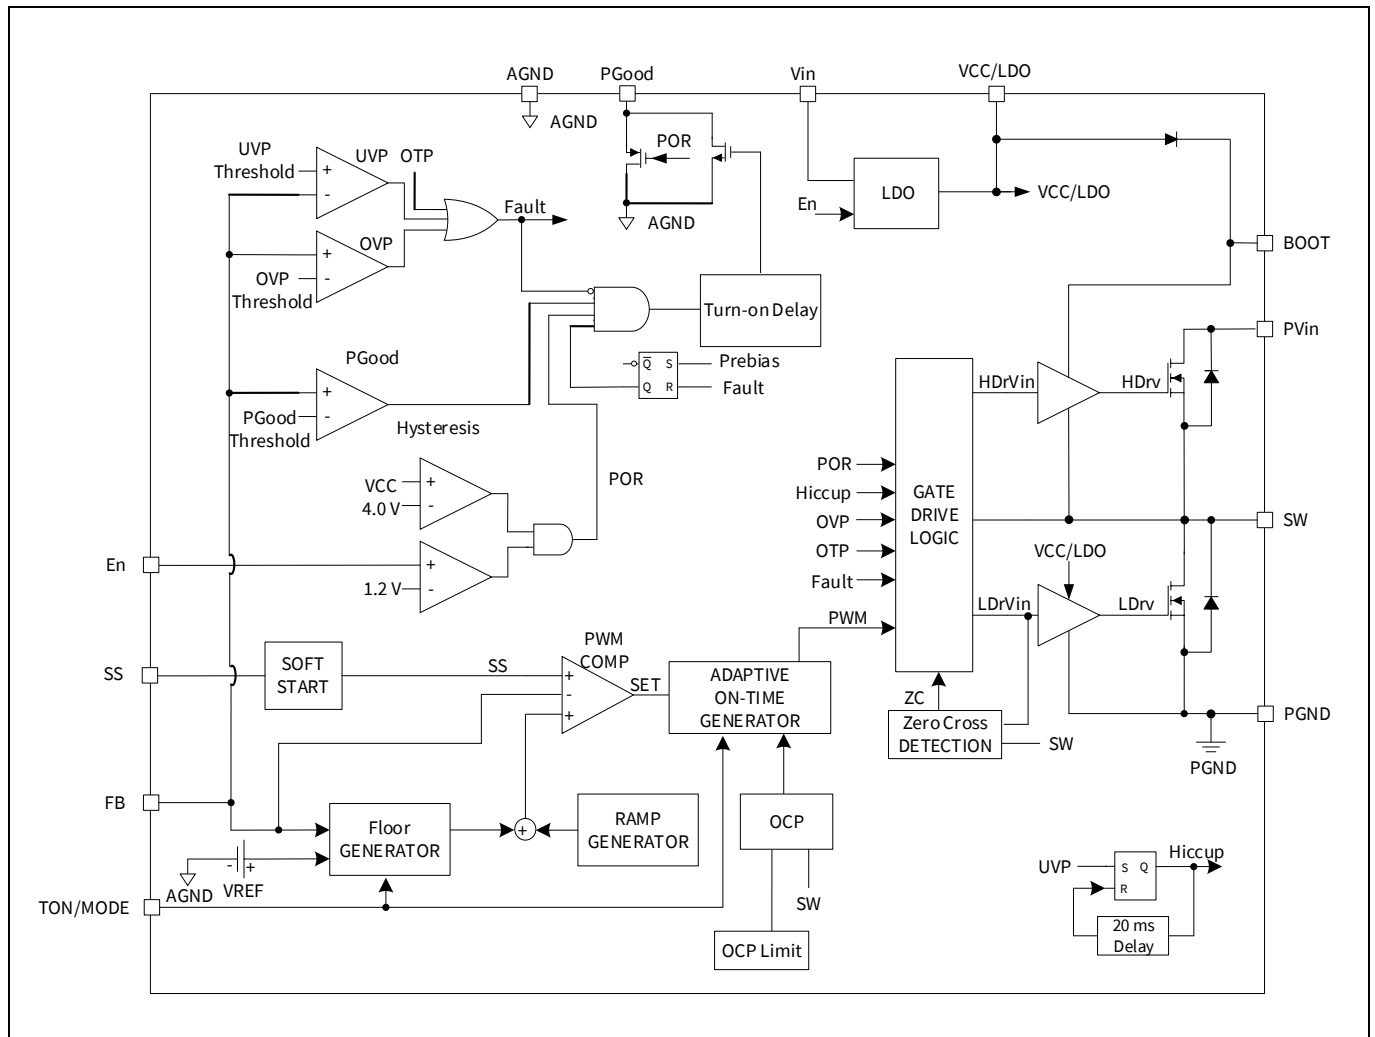 AGND
PGood
Vin
VCC/LDO
AGND
UVP
Threshold
+
-
UVP
OTP
POR
LDO
VCC/LDO
En
Fault
AGND
BOOT
OVP
+
-
OVP
Threshold
Turn-on Delay
PVin
PGood
Q
S
Prebias
Q
R
Fault
HDrVin
HDrv
+
-
PGood
Threshold
Hysteresis
POR
VCC
4.0 V
+
-
POR
Hiccup
OVP
OTP
Fault
PWM
GATE
DRIVE
LOGIC
SW
En
1.2 V
+
-
VCC/LDO
LDrVin
LDrv
PWM
COMP
SS
SOFT
START
SS
+
-
+
SET
ADAPTIVE
ON-TIME
GENERATOR
ZC
Zero Cross
DETECTION
SW
PGND
PGND
FB
Floor
GENERATOR
+
RAMP
GENERATOR
OCP
AGND
- +
VREF
SW
OCP Limit
TON/MODE
UVP
S Q
R
Hiccup
20 ms
Delay